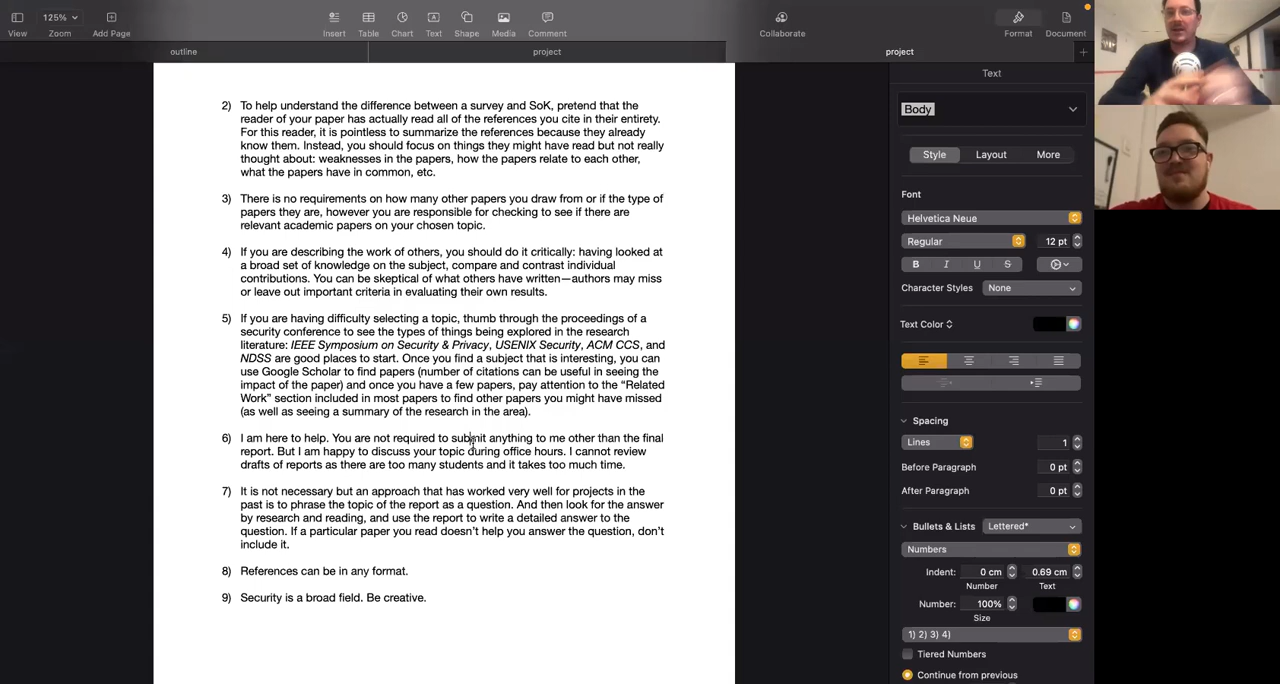 125%
View
Zoom
Add Page
Insert
Table
Chart
Text
Shape
Media
Comment
Collaborate
Format
Document
outline
project
project
2) To help understand the difference between a survey and SoK, pretend that the
reader of your paper has actually read all of the references you cite in their entirety.
For this reader, it is pointless to summarize the references because they already
know them. Instead, you should focus on things they might have read but not really
thought about: weaknesses in the papers, how the papers relate to each other,
what the papers have in common, etc.
3) There is no requirements on how many other papers you draw from or if the type of
papers they are, however you are responsible for checking to see if there are
relevant academic papers on your chosen topic.
4) If you are describing the work of others, you should do it critically: having looked at
a broad set of knowledge on the subject, compare and contrast individual
contributions. You can be skeptical of what others have written—authors may miss
or leave out important criteria in evaluating their own results.
5) If you are having difficulty selecting a topic, thumb through the proceedings of a
security conference to see the types of things being explored in the research
literature: IEEE Symposium on Security & Privacy, USENIX Security, ACM CCS, and
NDSS are good places to start. Once you find a subject that is interesting, you can
use Google Scholar to find papers (number of citations can be useful in seeing the
impact of the paper) and once you have a few papers, pay attention to the “Related
Work” section included in most papers to find other papers you might have missed
(as well as seeing a summary of the research in the area).
6) I am here to help. You are not required to submit anything to me other than the final
report. But I am happy to discuss your topic during office hours. I cannot review
drafts of reports as there are too many students and it takes too much time.
7) It is not necessary but an approach that has worked very well for projects in the
past is to phrase the topic of the report as a question. And then look for the answer
by research and reading, and use the report to write a detailed answer to the
question. If a particular paper you read doesn’t help you answer the question, don’t
include it.
8) References can be in any format.
9) Security is a broad field. Be creative.
Text
Body
Style
Layout
More
Font
Helvetica Neue
Regular
12 pt
B I U S
Character Styles
None
Text Color
Spacing
Lines
1
Before Paragraph
0 pt
After Paragraph
0 pt
Bullets & Lists
Lettered*
Numbers
Indent:
0 cm
0.69 cm
Number
Text
Number:
100%
Size
1) 2) 3) 4)
Tiered Numbers
Continue from previous